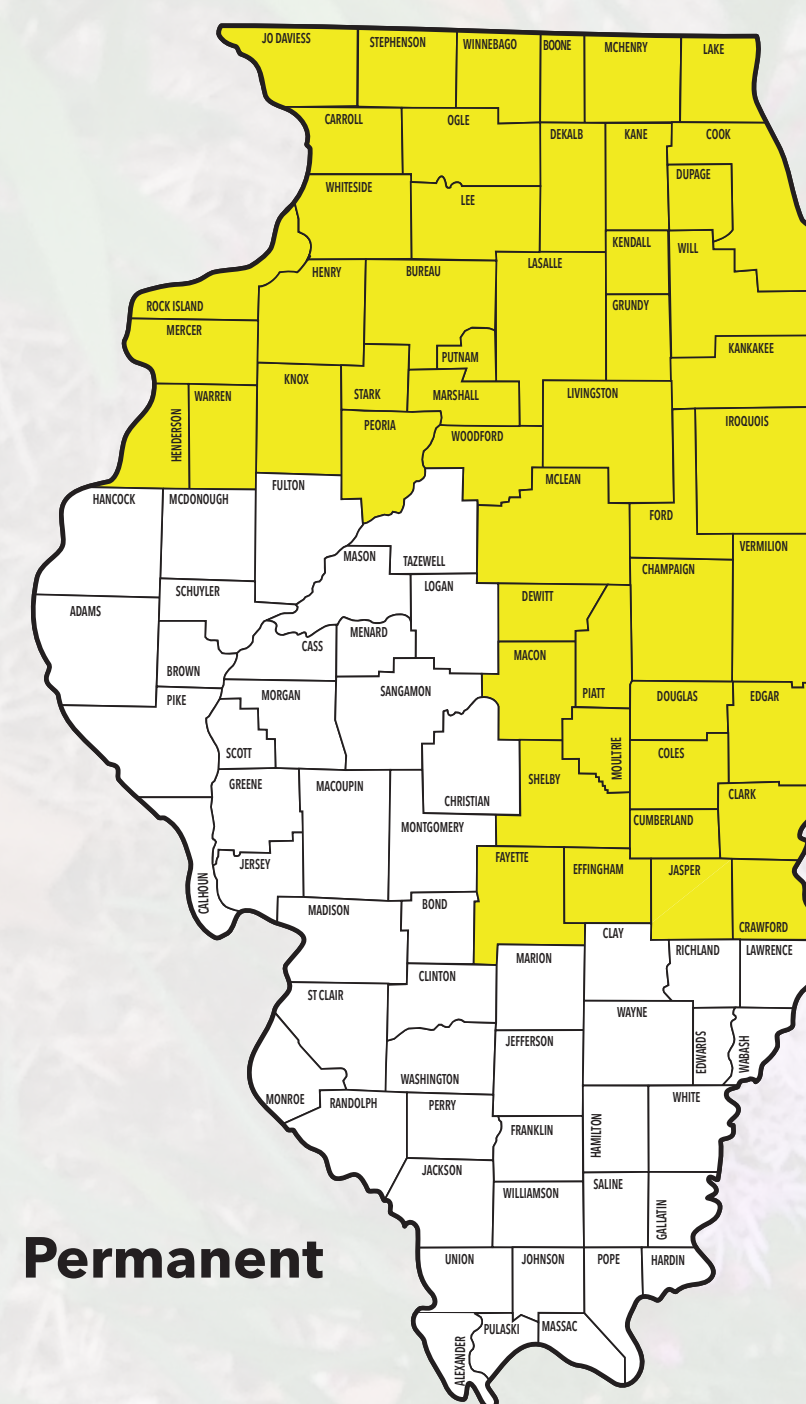 JO DAVIESS
STEPHENSON
WINNEBAGO
BOONE
MCHENRY
LAKE
CARROLL
OGLE
DEKALB
KANE
COOK
DUPAGE
WHITESIDE
LEE
KENDALL
WILL
LASALLE
HENRY
BUREAU
ROCK ISLAND
GRUNDY
MERCER
KANKAKEE
PUTNAM
KNOX
STARK
MARSHALL
LIVINGSTON
WARREN
HENDERSON
PEORIA
WOODFORD
IROQUOIS
MCLEAN
FULTON
HANCOCK
MCDONOUGH
FORD
VERMILION
MASON
TAZEWELL
CHAMPAIGN
LOGAN
SCHUYLER
DEWITT
ADAMS
MENARD
CASS
MACON
BROWN
SANGAMON
PIATT
DOUGLAS
EDGAR
PIKE
MORGAN
SCOTT
MOULTRIE
COLES
SHELBY
GREENE
MACOUPIN
CHRISTIAN
CLARK
MONTGOMERY
CUMBERLAND
JERSEY
FAYETTE
EFFINGHAM
JASPER
CALHOUN
MADISON
BOND
CRAWFORD
CLAY
RICHLAND
LAWRENCE
MARION
CLINTON
ST CLAIR
WAYNE
JEFFERSON
EDWARDS
WABASH
WASHINGTON
MONROE
RANDOLPH
PERRY
WHITE
FRANKLIN
HAMILTON
JACKSON
WILLIAMSON
SALINE
GALLATIN
Permanent
UNION
JOHNSON
POPE
HARDIN
PULASKI
MASSAC
ALEXANDER